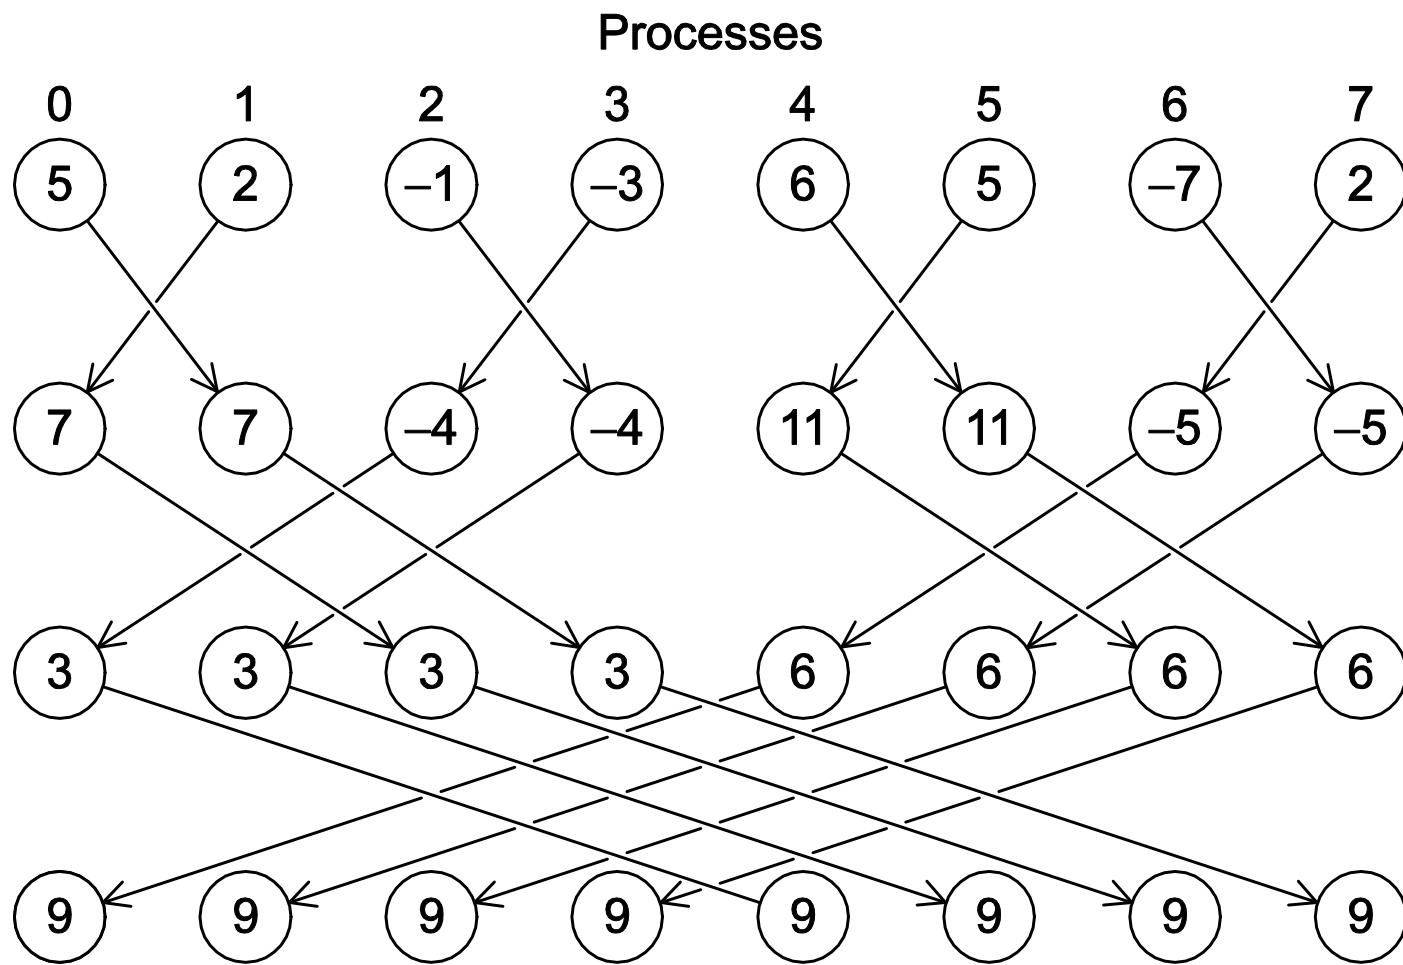 Processes
0 1 2 3 4 5 6 7
5 2 –1 –3 6 5 –7 2
7 7 –4 –4 11 11 –5 –5
3 3 3 3 6 6 6 6
9 9 9 9 9 9 9 9